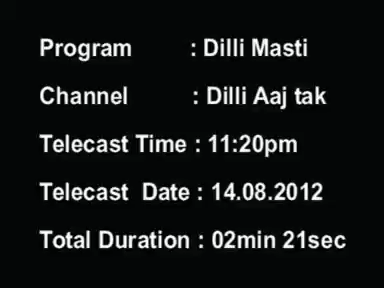 Program : Dilli Masti
Channel : Dilli Aaj tak
Telecast Time : 11:20pm
Telecast Date : 14.08.2012
Total Duration : 02min 21sec